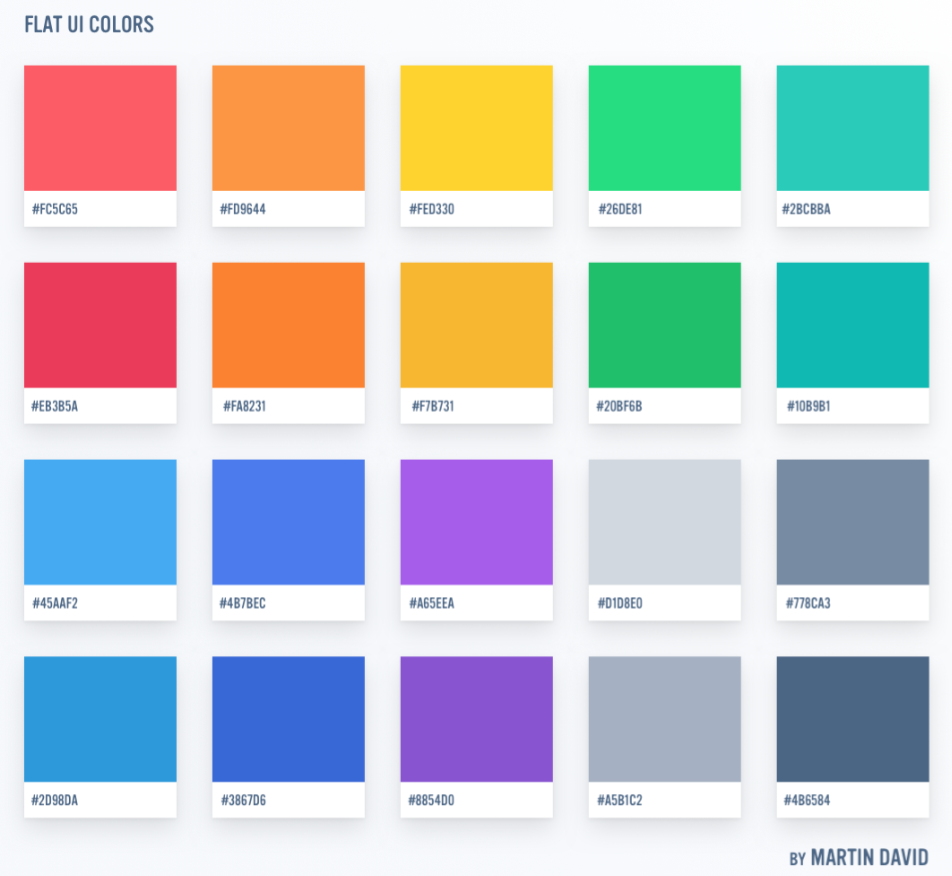 FLAT UI COLORS
#FC5C65 #FD9644 #FED330 #26DE81 #2BCBBA
#EB3B5A #FA8231 #F7B731 #20BF6B #10B9B1
#45AAF2 #4B7BEC #A65EEA #D1D8E0 #778CA3
#2D98DA #3867D6 #8854D0 #A5B1C2 #4B6584
BY MARTIN DAVID